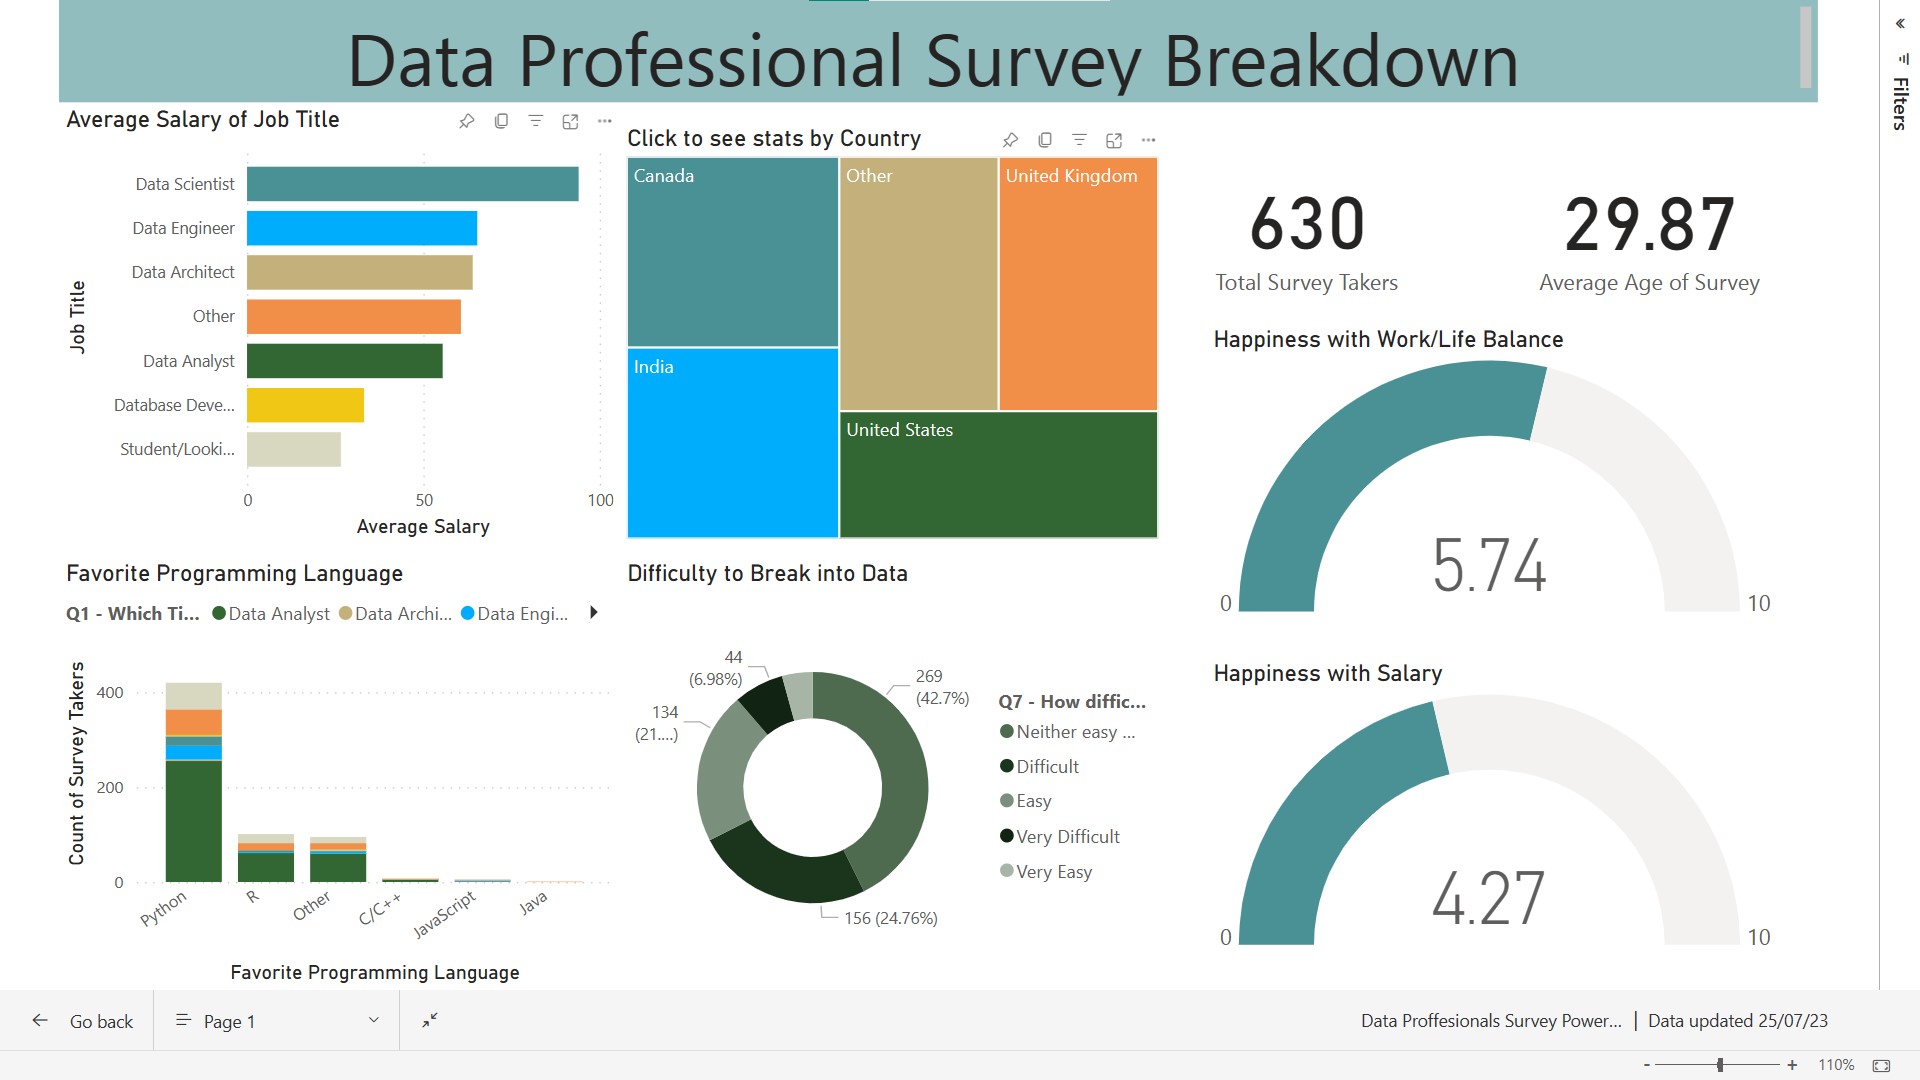 Data Professional Survey Breakdown
Filters
Average Salary of Job Title
Job Title
Data Scientist
Data Engineer
Data Architect
Other
Data Analyst
Database Deve...
Student/Looki...
0 50 100
Average Salary
Click to see stats by Country
Canada
Other
United Kingdom
India
United States
630
Total Survey Takers
29.87
Average Age of Survey
Happiness with Work/Life Balance
5.74
0 10
Happiness with Salary
4.27
0 10
Favorite Programming Language
Q1 - Which Ti... Data Analyst Data Archi... Data Engi...
Count of Survey Takers
400
200
0
Python R Other C/C++ JavaScript Java
Favorite Programming Language
Difficulty to Break into Data
44
(6.98%)
269
(42.7%)
134
(21....)
156 (24.76%)
Q7 - How diffic...
Neither easy ...
Difficult
Easy
Very Difficult
Very Easy
Go back
Page 1
Data Proffesionals Survey Power... | Data updated 25/07/23
- + 110%